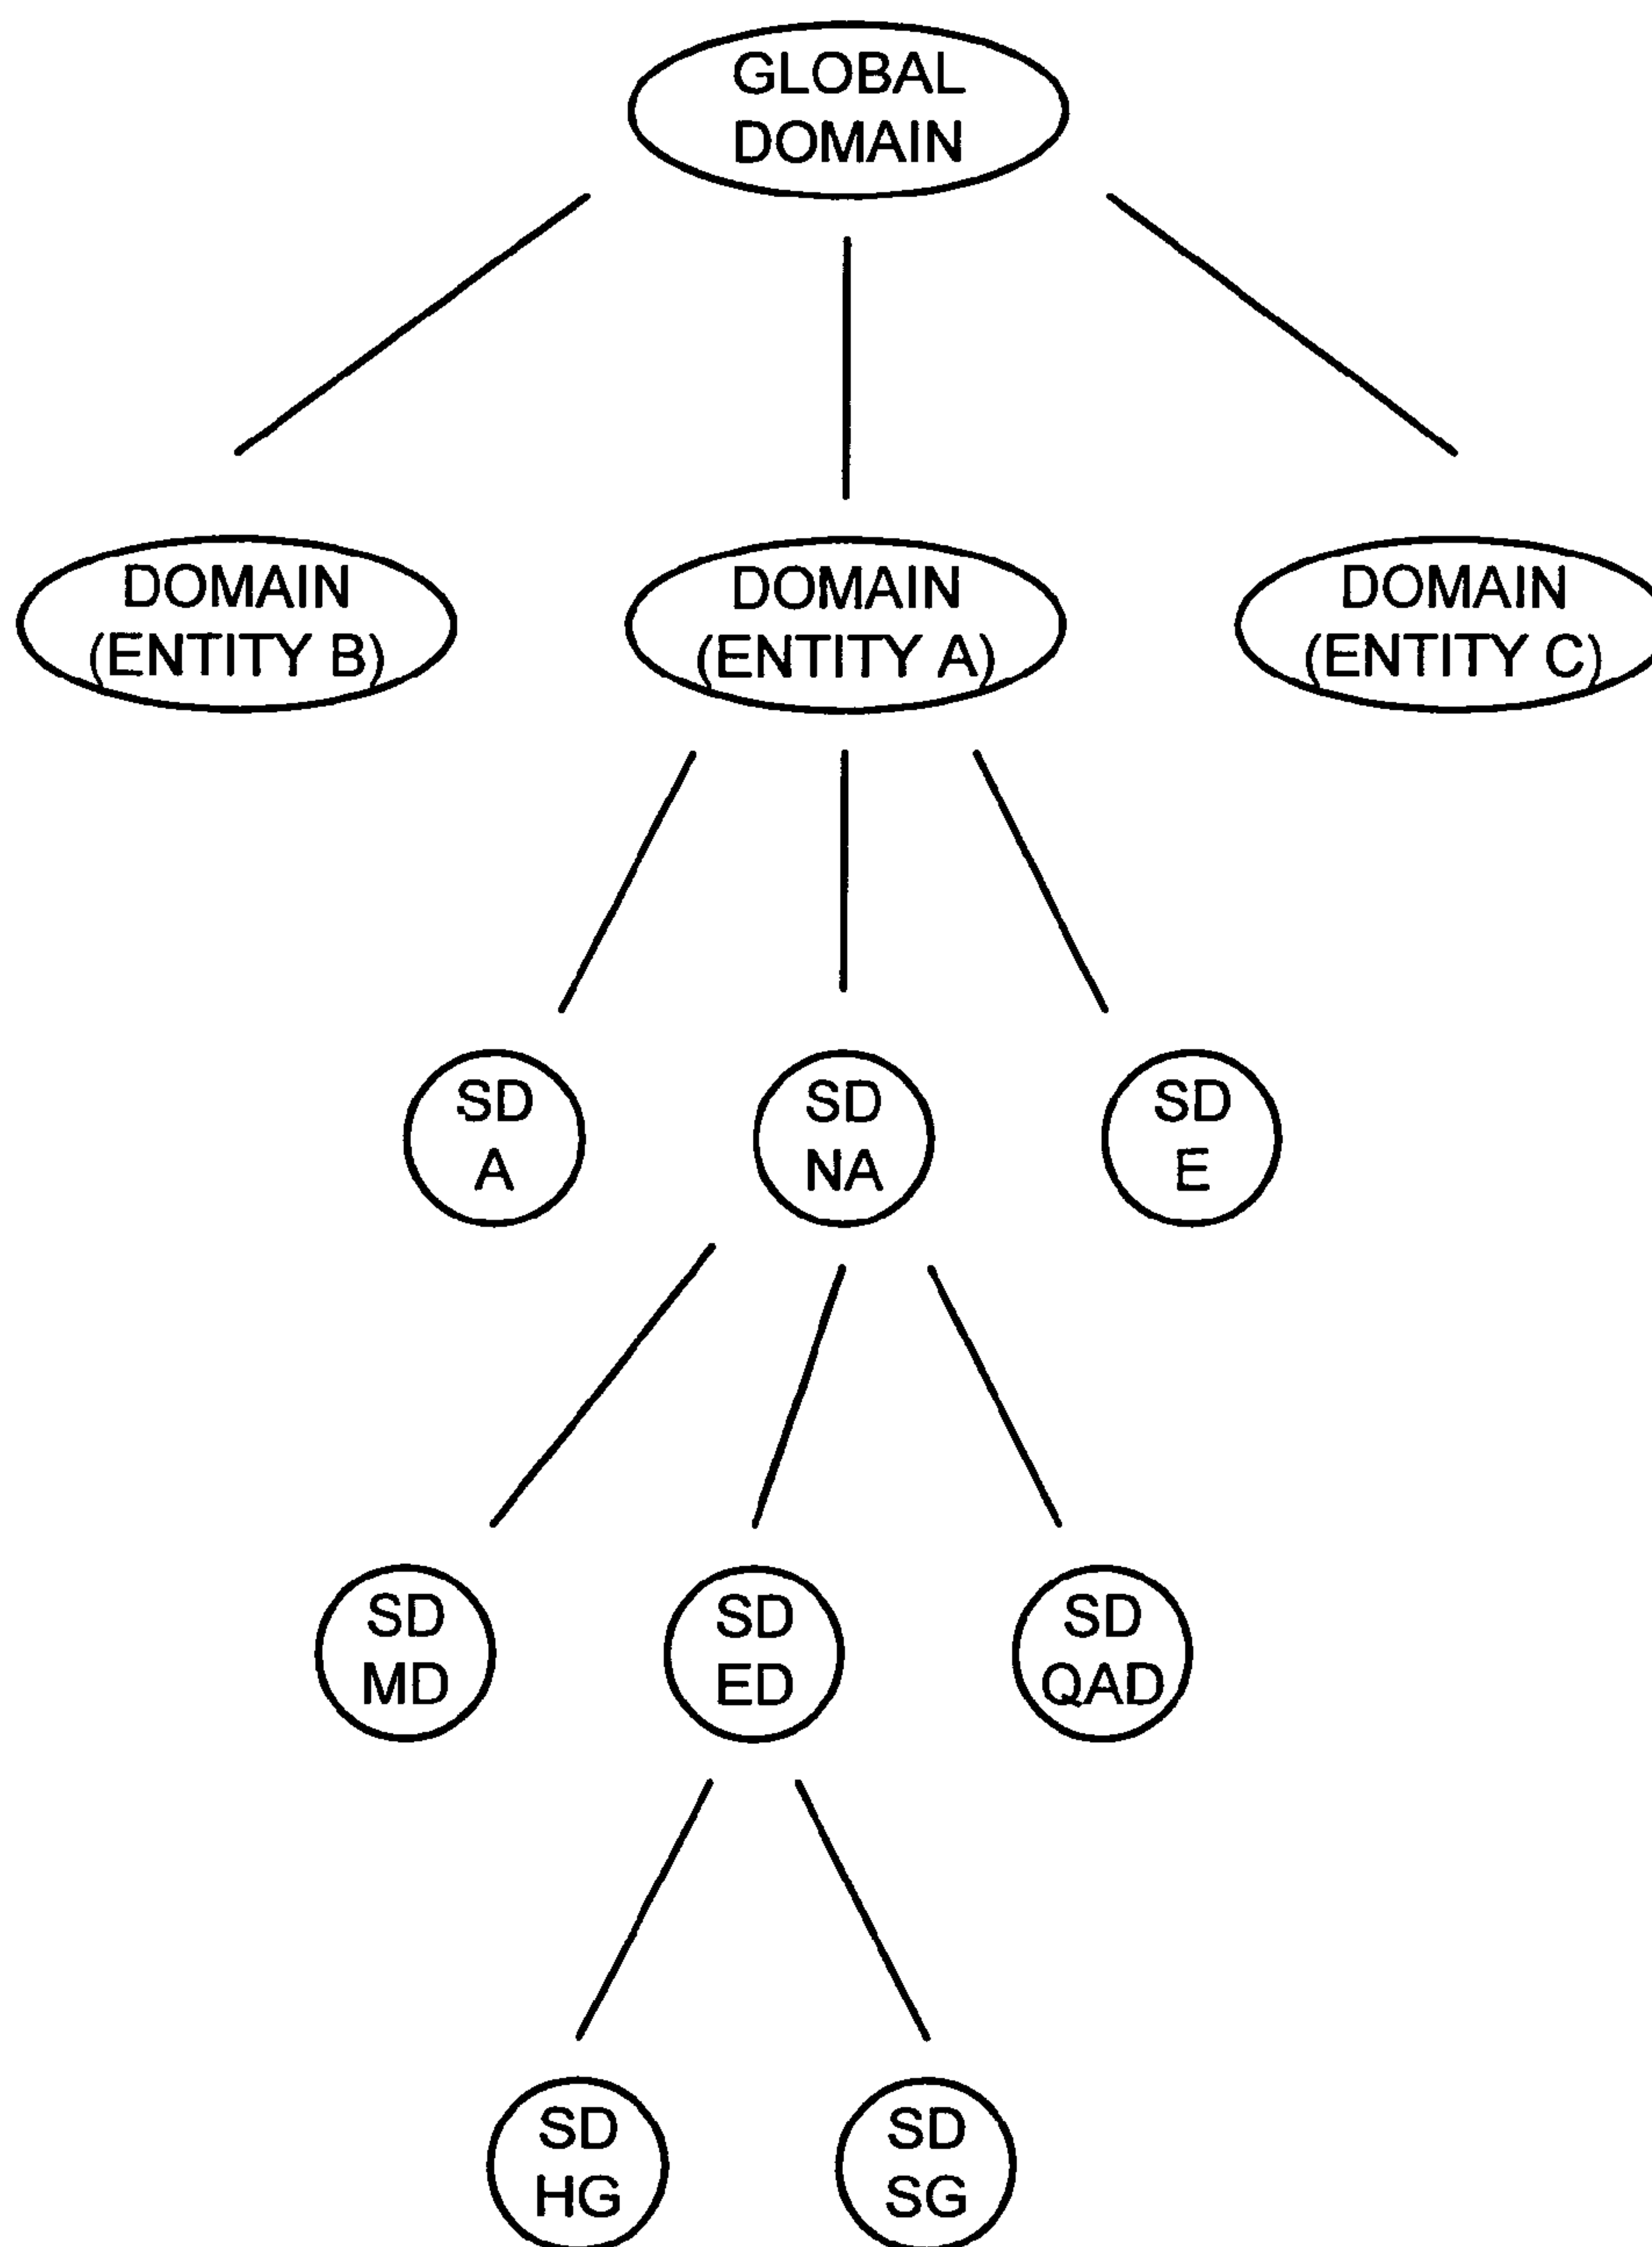 GLOBAL
DOMAIN
DOMAIN
(ENTITY B)
DOMAIN
(ENTITY A)
DOMAIN
(ENTITY C)
SD
A
SD
NA
SD
E
SD
MD
SD
ED
SD
QAD
SD
HG
SD
SG